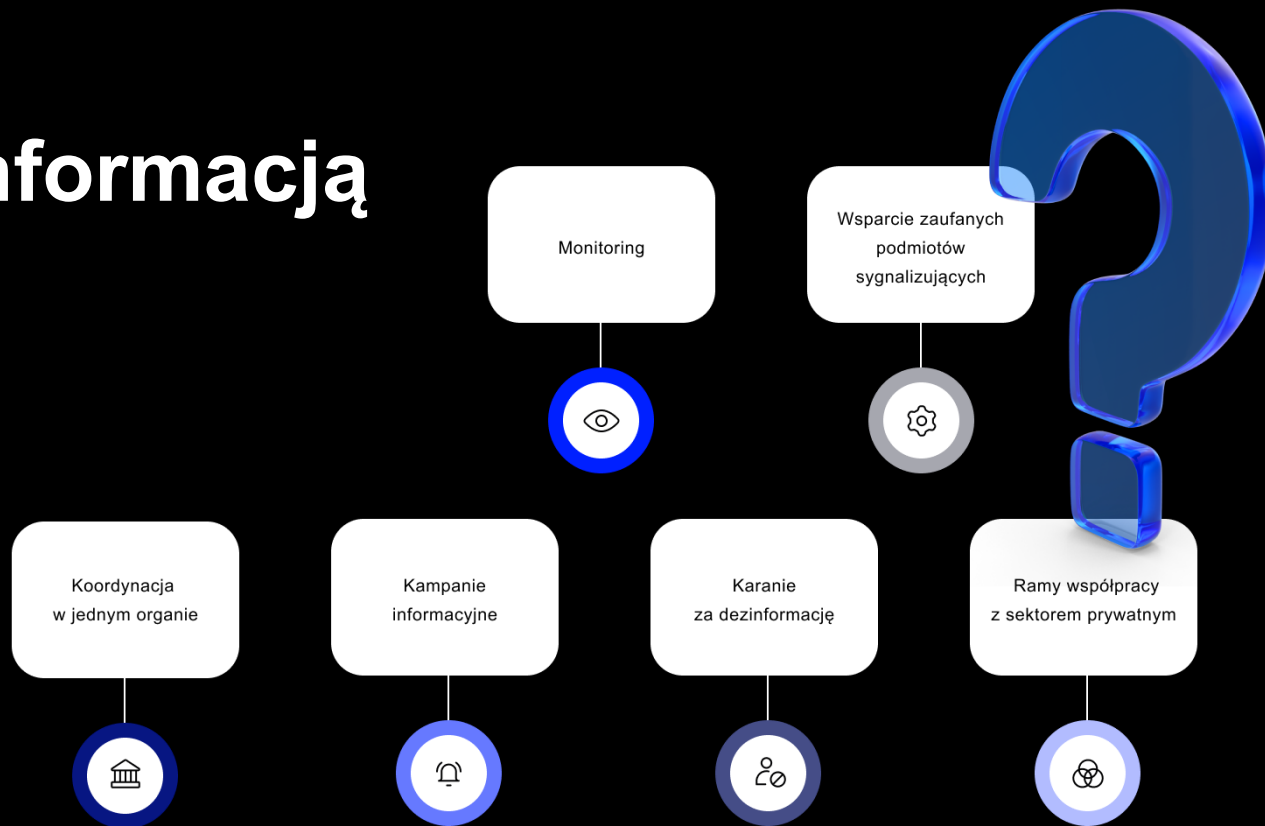 nformacją
Monitoring
Wsparcie zaufanych
podmiotów
sygnalizujących
Koordynacja
w jednym organie
Kampanie
informacyjne
Karanie
za dezinformację
Ramy współpracy
z sektorem prywatnym